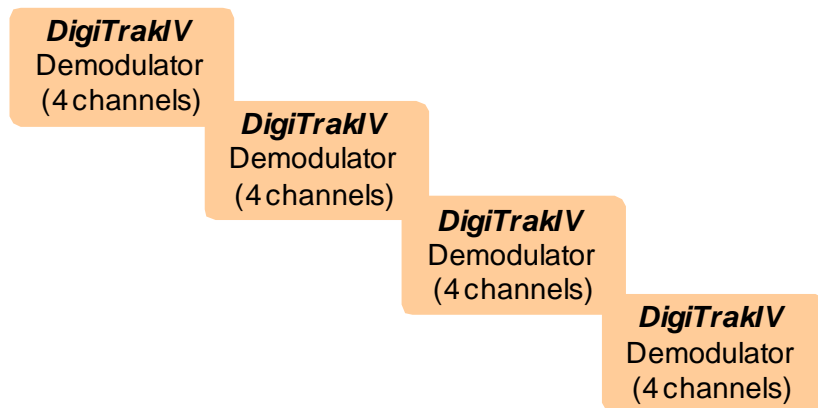 DigiTrakIV
Demodulator
(4 channels)
DigiTrakIV
Demodulator
(4 channels)
DigiTrakIV
Demodulator
(4 channels)
DigiTrakIV
Demodulator
(4 channels)